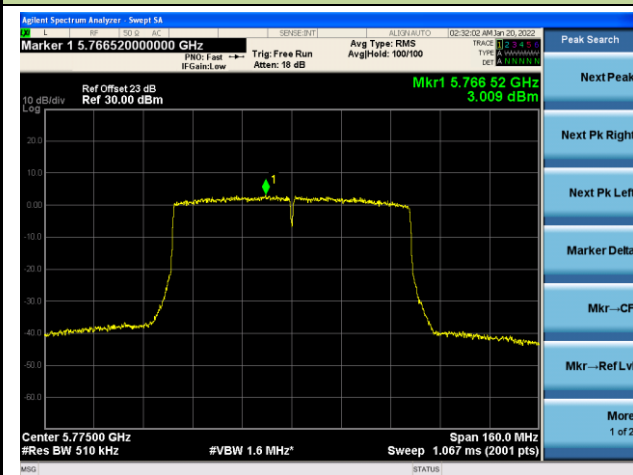 Agilent Spectrum Analyzer - Swept SA
L RF 50 Ω AC SENSE:INT ALIGN AUTO 02:32:02 AM Jan 20, 2022
Marker 1 5.766520000000 GHz
PNO: Fast
IFGain:Low
Trig: Free Run
Atten: 18 dB
Avg Type: RMS
Avg|Hold: 100/100
TRACE 1 2 3 4 5 6
TYPE A WWWWW
DET A N N N N N
Peak Search
Mkr1 5.766 52 GHz
3.009 dBm
Ref Offset 23 dB
10 dB/div Ref 30.00 dBm
Log
20.0
10.0
0.00
-10.0
-20.0
-30.0
-40.0
-50.0
-60.0
1
Next Peak
Next Pk Right
Next Pk Left
Marker Delta
Mkr→CF
Mkr→Ref Lvl
More
1 of 2
Center 5.77500 GHz Span 160.0 MHz
#Res BW 510 kHz #VBW 1.6 MHz* Sweep 1.067 ms (2001 pts)
MSG STATUS